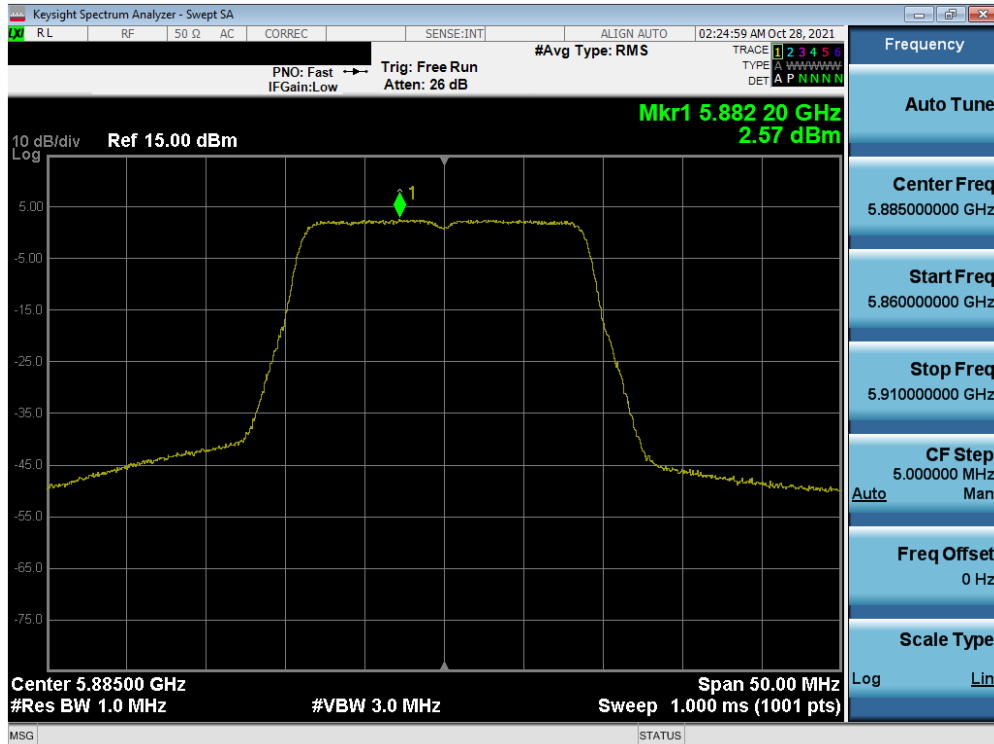 Keysight Spectrum Analyzer - Swept SA
LXI RL RF 50 Ω AC CORREC SENSE:INT ALIGN AUTO 02:24:59 AM Oct 28, 2021
Frequency
#Avg Type: RMS
TRACE 1 2 3 4 5 6
PNO: Fast Trig: Free Run
TYPE A WWWWW
IFGain:Low Atten: 26 dB
DET A P N N N N
Auto Tune
Mkr1 5.882 20 GHz
2.57 dBm
10 dB/div Ref 15.00 dBm
Log
1
5.00
-5.00
-15.0
-25.0
-35.0
-45.0
-55.0
-65.0
-75.0
Center 5.88500 GHz Span 50.00 MHz
#Res BW 1.0 MHz #VBW 3.0 MHz Sweep 1.000 ms (1001 pts)
Center Freq
5.885000000 GHz
Start Freq
5.860000000 GHz
Stop Freq
5.910000000 GHz
CF Step
5.000000 MHz
Auto Man
Freq Offset
0 Hz
Scale Type
Log Lin
MSG STATUS